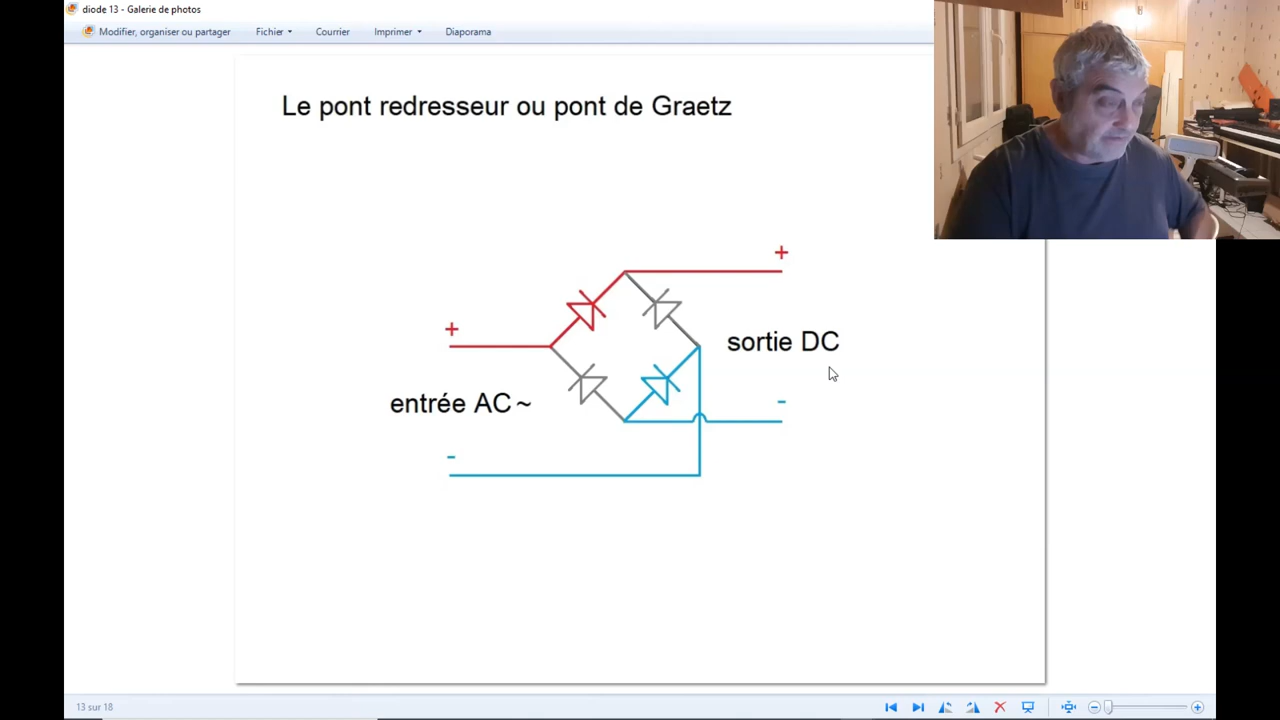 diode 13 - Galerie de photos
Modifier, organiser ou partager Fichier Courrier Imprimer Diaporama
Le pont redresseur ou pont de Graetz
+
+
sortie DC
entrée AC ~
-
-
13 sur 18